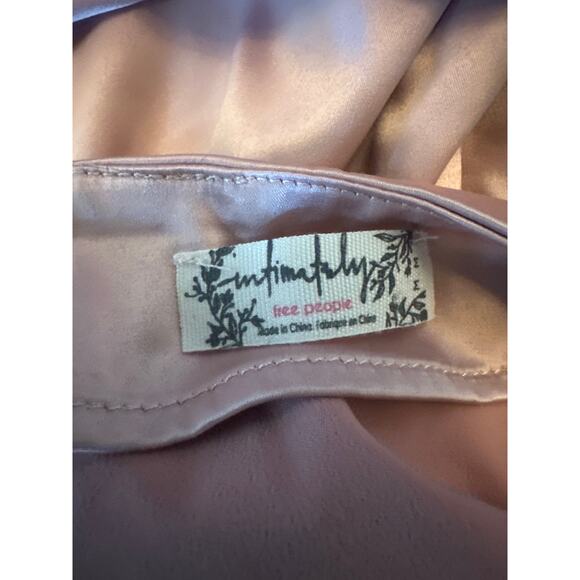 intimately
free people
Made in China. Fabriqué en Chine
M